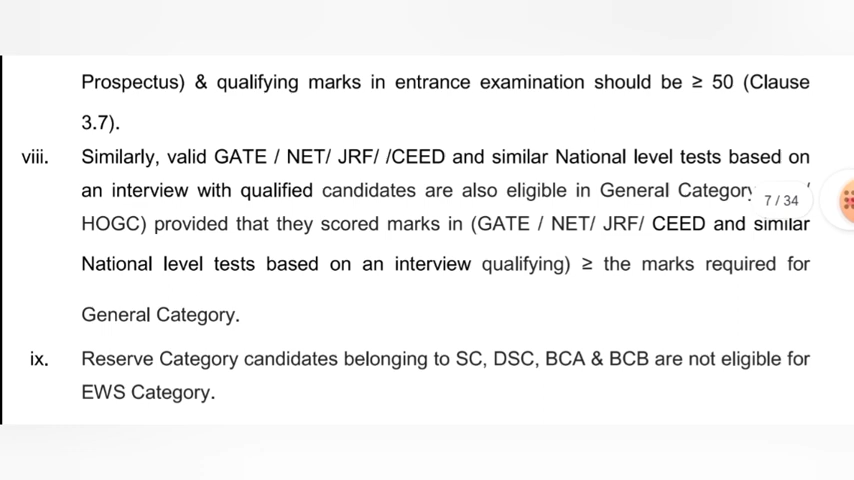 Prospectus) & qualifying marks in entrance examination should be ≥ 50 (Clause
3.7).
viii. Similarly, valid GATE / NET/ JRF/ /CEED and similar National level tests based on
an interview with qualified candidates are also eligible in General Category
7 / 34
HOGC) provided that they scored marks in (GATE / NET/ JRF/ CEED and similar
National level tests based on an interview qualifying) ≥ the marks required for
General Category.
ix. Reserve Category candidates belonging to SC, DSC, BCA & BCB are not eligible for
EWS Category.